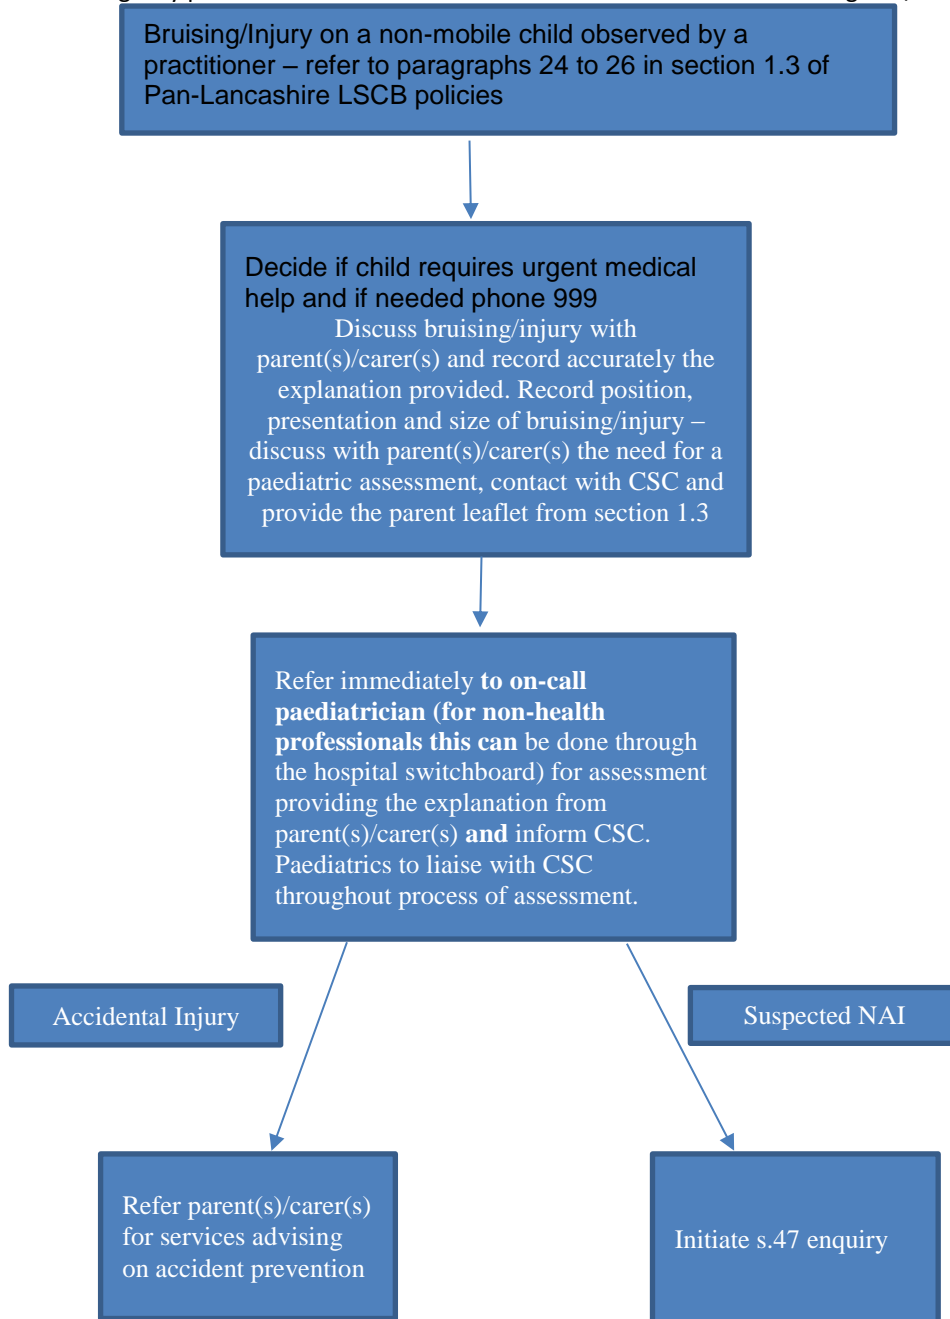 Bruising/Injury on a non-mobile child observed by a
practitioner – refer to paragraphs 24 to 26 in section 1.3 of
Pan-Lancashire LSCB policies
Decide if child requires urgent medical
help and if needed phone 999
Discuss bruising/injury with
parent(s)/carer(s) and record accurately the
explanation provided. Record position,
presentation and size of bruising/injury –
discuss with parent(s)/carer(s) the need for a
paediatric assessment, contact with CSC and
provide the parent leaflet from section 1.3
Refer immediately to on-call
paediatrician (for non-health
professionals this can be done through
the hospital switchboard) for assessment
providing the explanation from
parent(s)/carer(s) and inform CSC.
Paediatrics to liaise with CSC
throughout process of assessment.
Accidental Injury
Suspected NAI
Refer parent(s)/carer(s)
for services advising
on accident prevention
Initiate s.47 enquiry